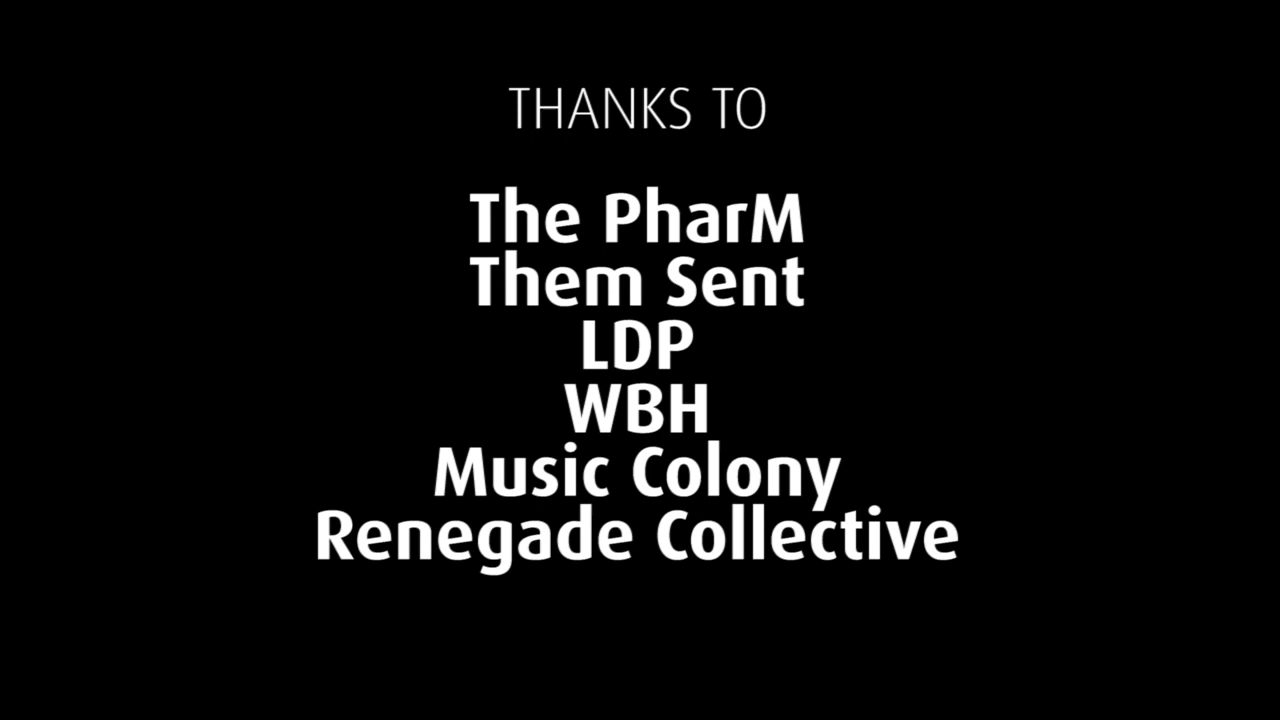 THANKS TO
The PharM
Them Sent
LDP
WBH
Music Colony
Renegade Collective